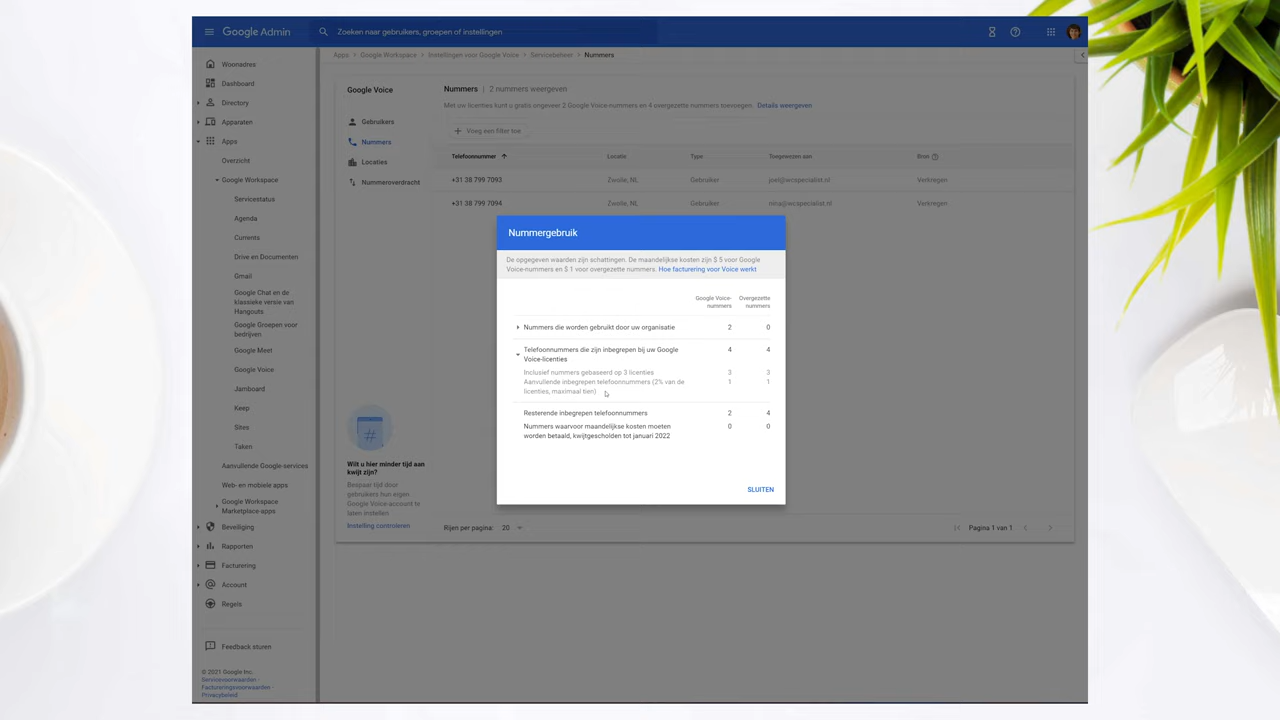 Google Admin
Zoeken naar gebruikers, groepen of instellingen
Apps > Google Workspace > Instellingen voor Google Voice > Servicebeheer > Nummers
Woonadres
Dashboard
Directory
Apparaten
Apps
Overzicht
Google Workspace
Servicestatus
Agenda
Currents
Drive en Documenten
Gmail
Google Chat en de
klassieke versie van
Hangouts
Google Groepen voor
bedrijven
Google Meet
Google Voice
Jamboard
Keep
Sites
Taken
Aanvullende Google-services
Web- en mobiele apps
Google Workspace
Marketplace-apps
Beveiliging
Rapporten
Facturering
Account
Regels
Feedback sturen
© 2021 Google Inc.
Servicevoorwaarden -
Factureringsvoorwaarden -
Privacybeleid
Google Voice
Gebruikers
Nummers
Locaties
Nummeroverdracht
Wilt u hier minder tijd aan
kwijt zijn?
Bespaar tijd door
gebruikers hun eigen
Google Voice-account te
laten instellen.
Instelling controleren
Nummers | 2 nummers weergeven
Met uw licenties kunt u gratis ongeveer 2 Google Voice-nummers en 4 overgezette nummers toevoegen. Details weergeven
Voeg een filter toe
Telefoonnummer Locatie Type Toegewezen aan Bron
+31 38 799 7093 Zwolle, NL Gebruiker joel@wcspecialist.nl Verkregen
+31 38 799 7094 Zwolle, NL Gebruiker nina@wcspecialist.nl Verkregen
Nummergebruik
De opgegeven waarden zijn schattingen. De maandelijkse kosten zijn $ 5 voor Google
Voice-nummers en $ 1 voor overgezette nummers. Hoe facturering voor Voice werkt
Google Voice- Overgezette
nummers nummers
Nummers die worden gebruikt door uw organisatie 2 0
Telefoonnummers die zijn inbegrepen bij uw Google 4 4
Voice-licenties
Inclusief nummers gebaseerd op 3 licenties 3 3
Aanvullende inbegrepen telefoonnummers (2% van de 1 1
licenties, maximaal tien)
Resterende inbegrepen telefoonnummers 2 4
Nummers waarvoor maandelijkse kosten moeten 0 0
worden betaald, kwijtgescholden tot januari 2022
SLUITEN
Rijen per pagina: 20
Pagina 1 van 1